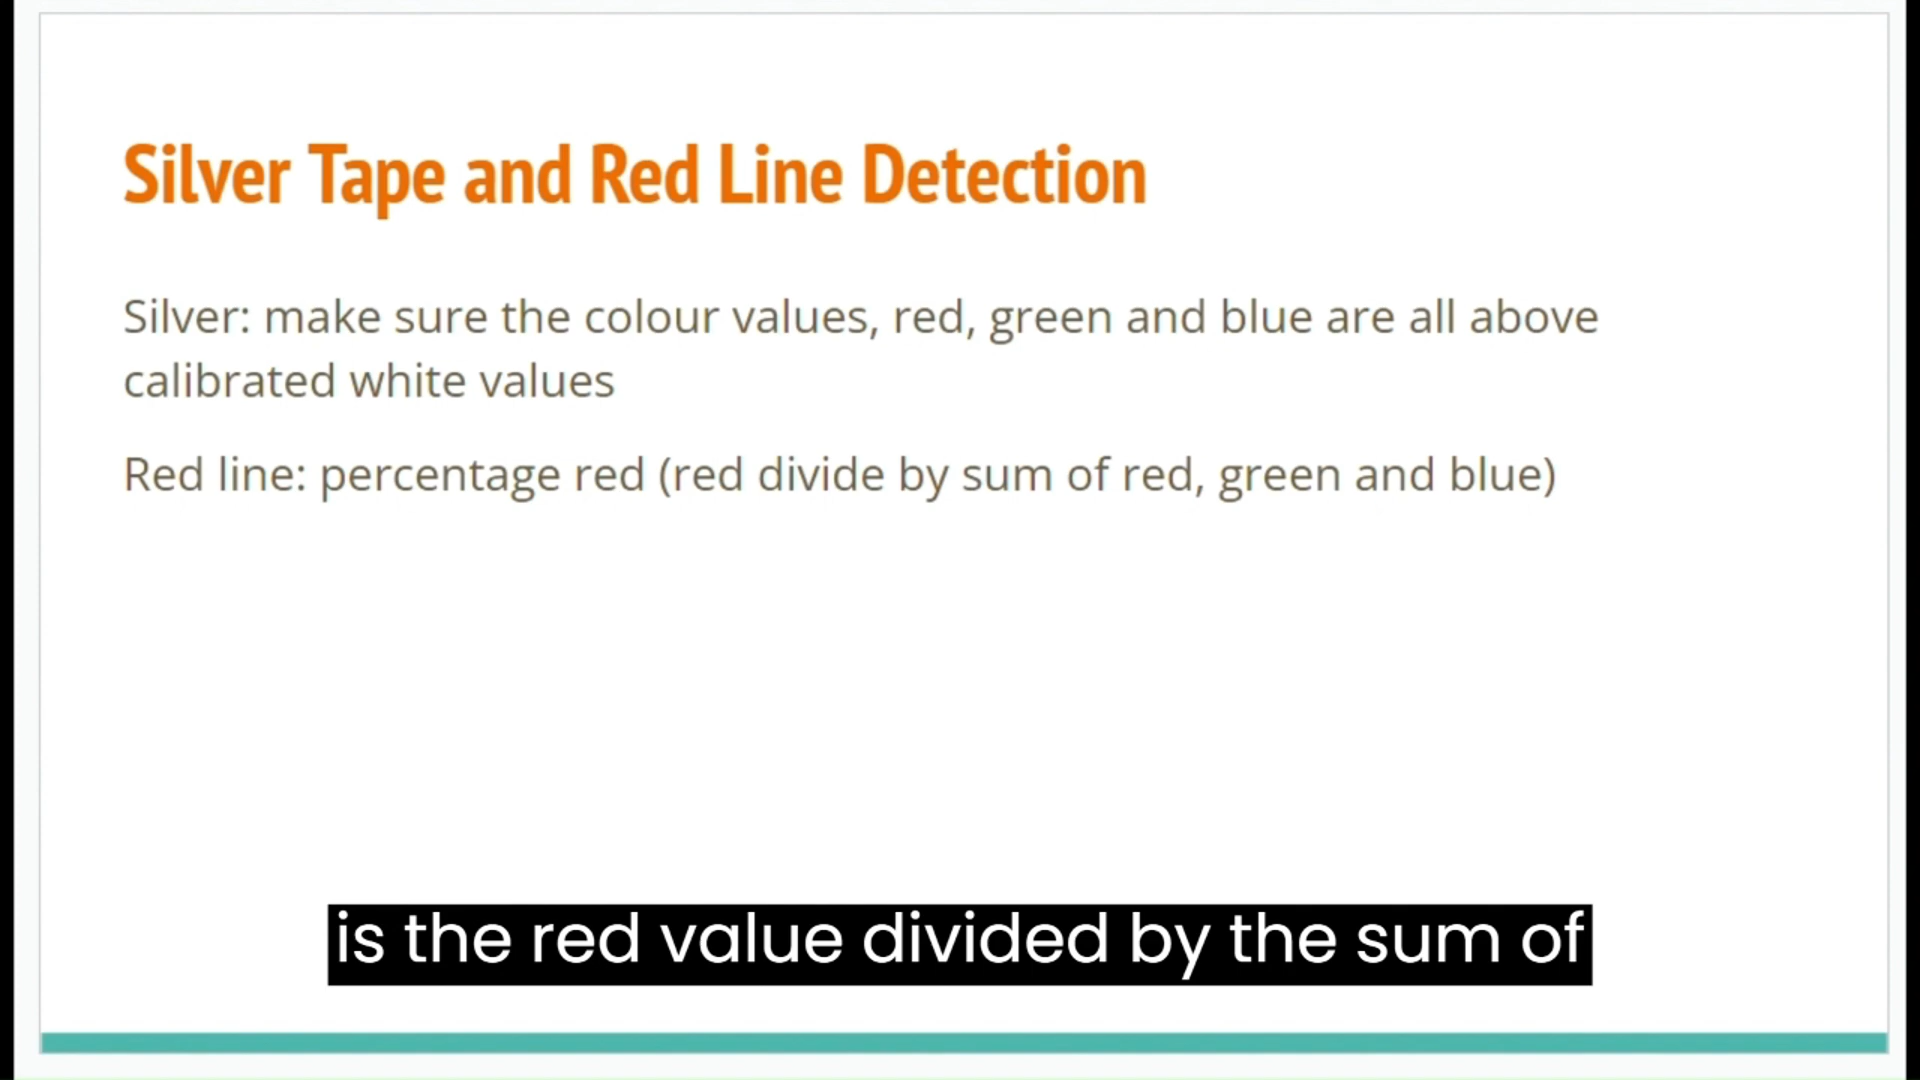 Silver Tape and Red Line Detection
Silver: make sure the colour values, red, green and blue are all above
calibrated white values
Red line: percentage red (red divide by sum of red, green and blue)
is the red value divided by the sum of